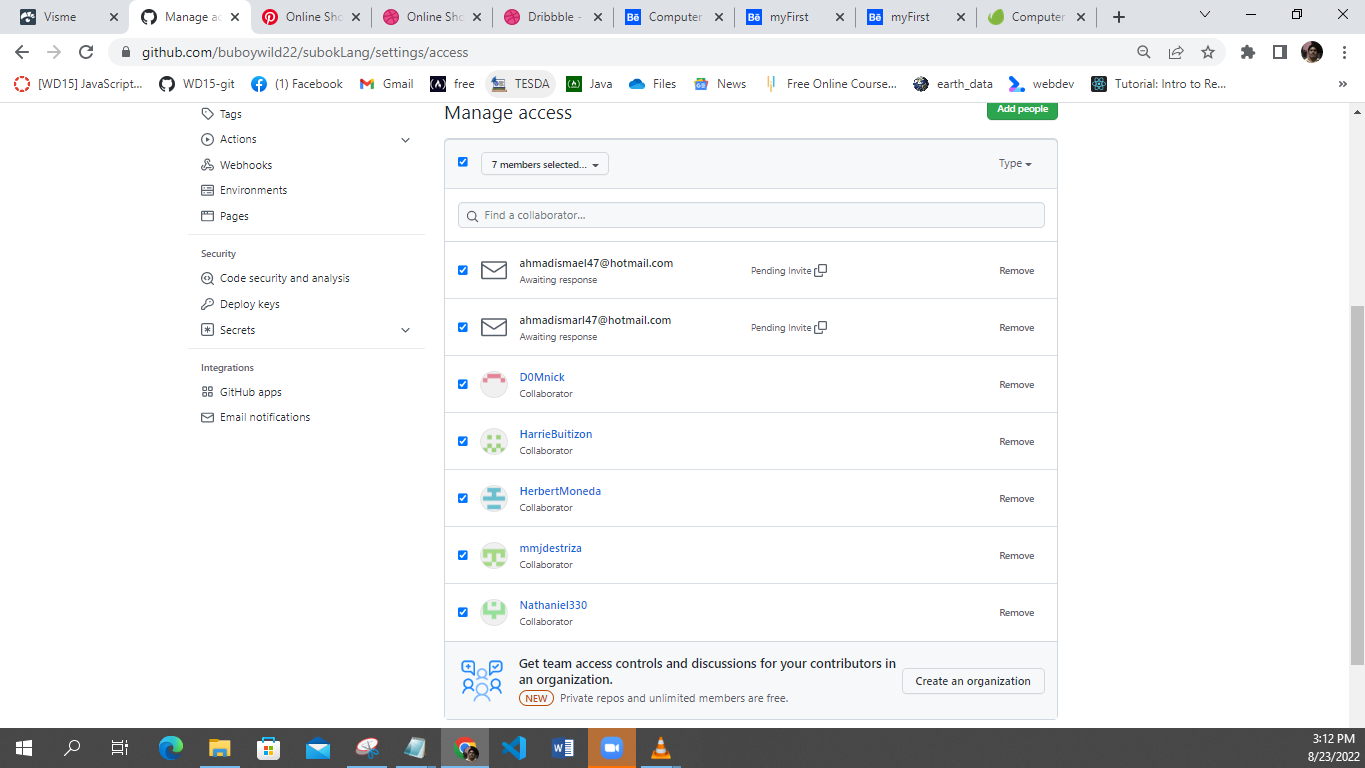 Visme
Manage ac
Online Sho
Online Sho
Dribbble -
Computer
myFirst
myFirst
Computer
github.com/buboywild22/subokLang/settings/access
[WD15] JavaScript...
WD15-git
(1) Facebook
Gmail
free
TESDA
Java
Files
News
Free Online Course...
earth_data
webdev
Tutorial: Intro to Re...
»
Tags
Actions
Webhooks
Environments
Pages
Security
Code security and analysis
Deploy keys
Secrets
Integrations
GitHub apps
Email notifications
Manage access
Add people
7 members selected...
Type
Find a collaborator...
ahmadismael47@hotmail.com
Awaiting response
Pending Invite
Remove
ahmadismarl47@hotmail.com
Awaiting response
Pending Invite
Remove
D0Mnick
Collaborator
Remove
HarrieBuitizon
Collaborator
Remove
HerbertMoneda
Collaborator
Remove
mmjdestriza
Collaborator
Remove
Nathaniel330
Collaborator
Remove
Get team access controls and discussions for your contributors in
an organization.
NEW Private repos and unlimited members are free.
Create an organization
3:12 PM
8/23/2022